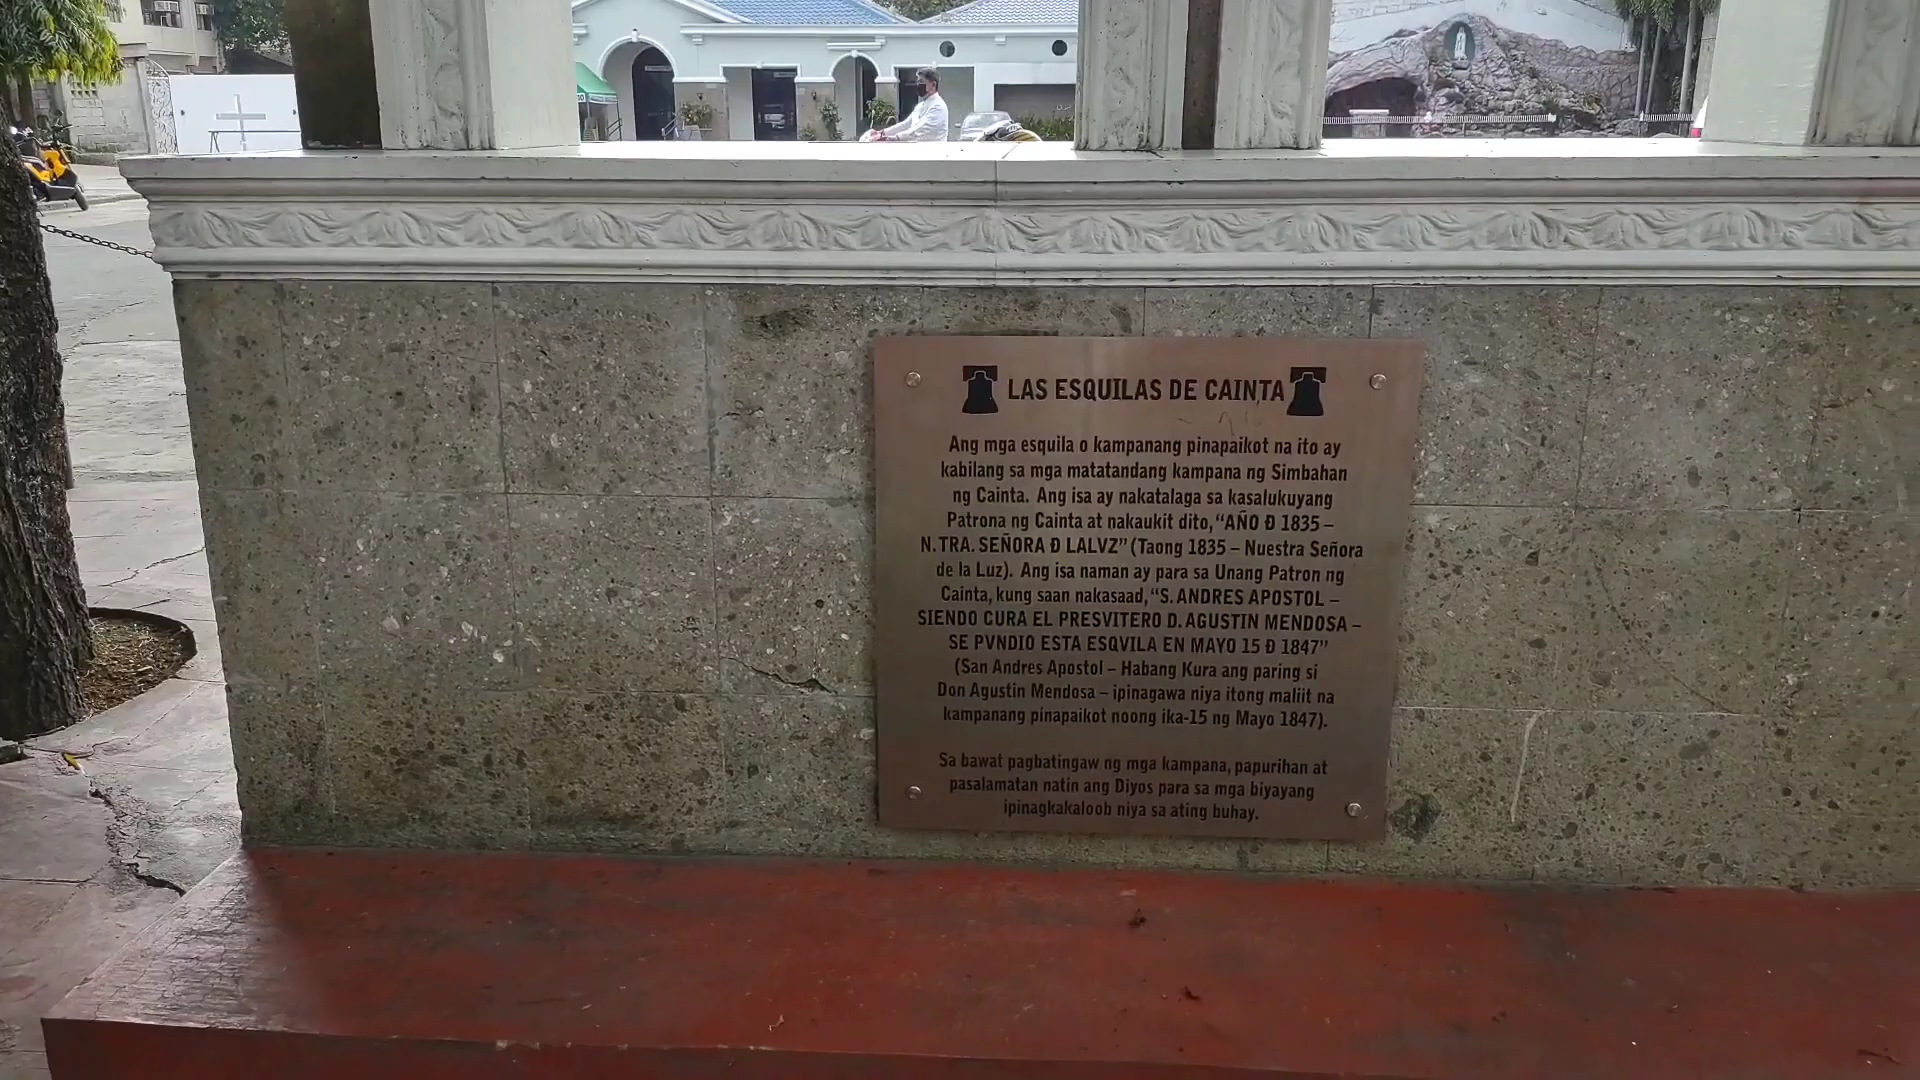 LAS ESQUILAS DE CAINTA
Ang mga esquila o kampanang pinapaikot na ito ay
kabilang sa mga matatandang kampana ng Simbahan
ng Cainta. Ang isa ay nakatalaga sa kasalukuyang
Patrona ng Cainta at nakaukit dito, “AÑO Đ 1835 –
N. TRA. SEÑORA Đ LALVZ” (Taong 1835 – Nuestra Señora
de la Luz). Ang isa naman ay para sa Unang Patron ng
Cainta, kung saan nakasaad, “S. ANDRES APOSTOL –
SIENDO CURA EL PRESVITERO D. AGUSTIN MENDOSA –
SE PVNDIO ESTA ESQVILA EN MAYO 15 Đ 1847”
(San Andres Apostol – Habang Kura ang paring si
Don Agustin Mendosa – ipinagawa niya itong maliit na
kampanang pinapaikot noong ika-15 ng Mayo 1847).
Sa bawat pagbatingaw ng mga kampana, papurihan at
pasalamatan natin ang Diyos para sa mga biyayang
ipinagkakaloob niya sa ating buhay.